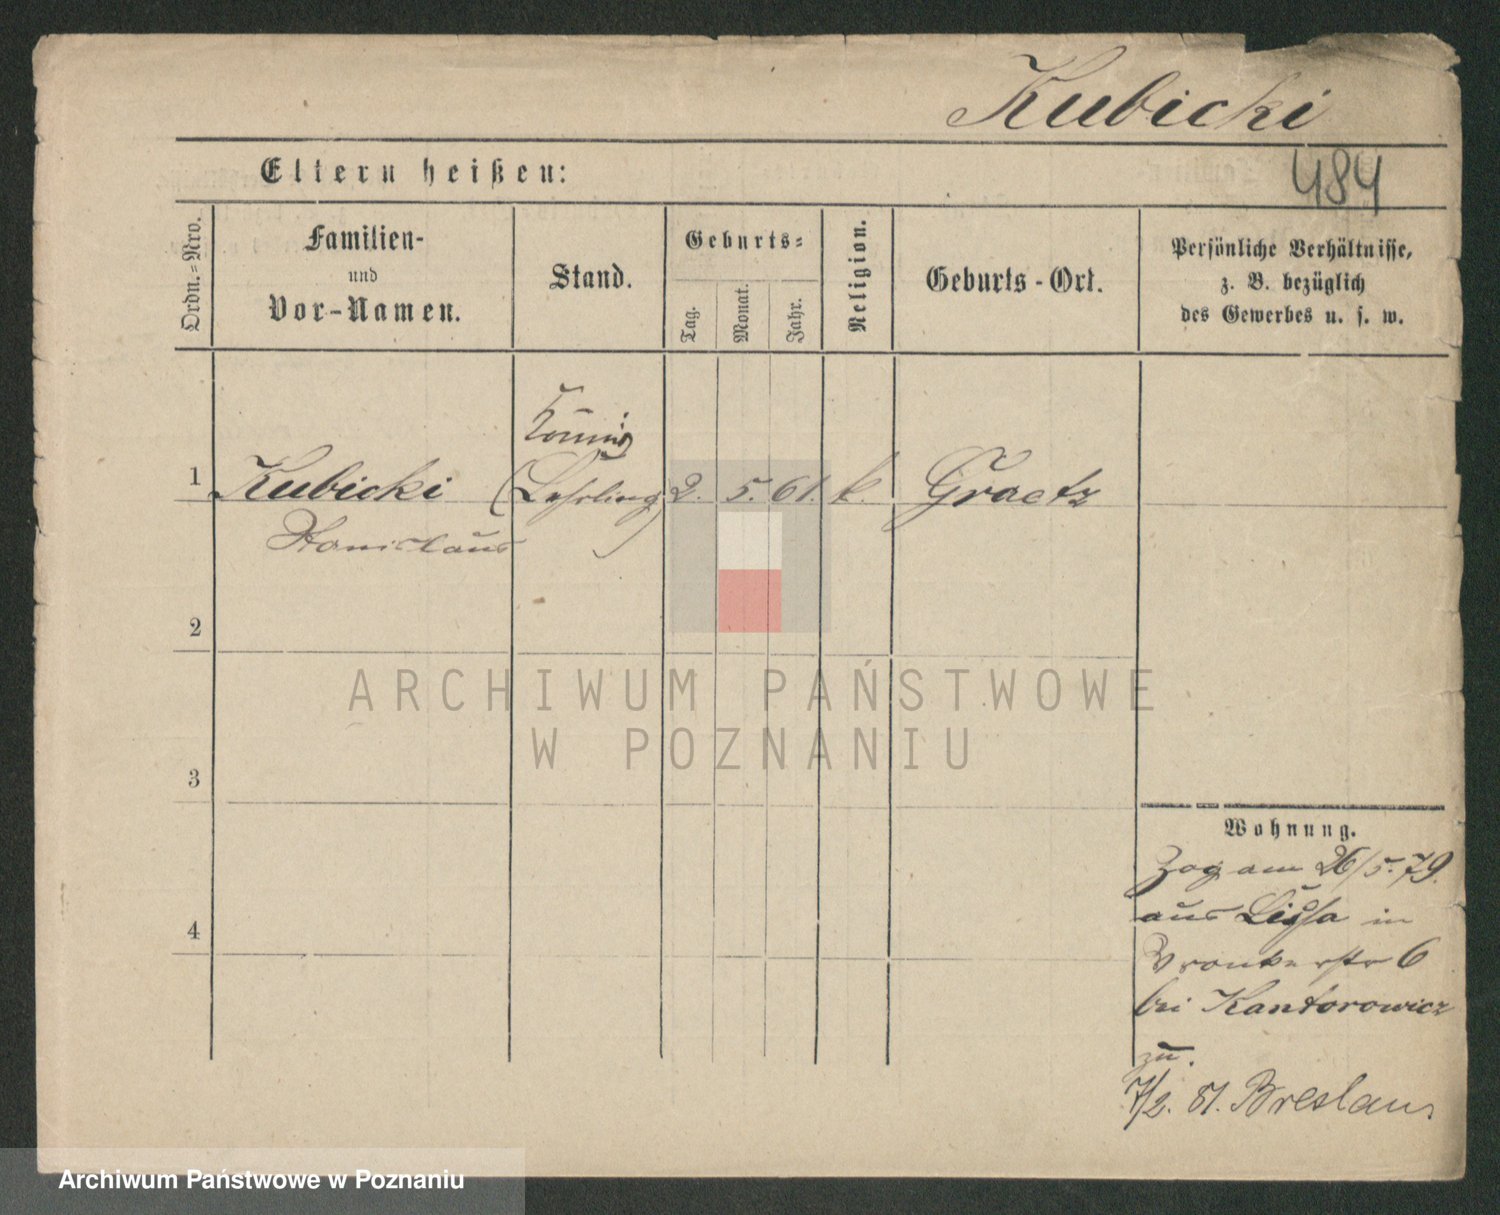 Kubicki
484
Eltern heißen:
Ordn.=Nro.
Familien-
und
Vor-Namen.
Stand.
Geburts=
Tag.
Monat.
Jahr.
Religion.
Geburts-Ort.
Persönliche Verhältnisse,
z. B. bezüglich
des Gewerbes u. s. w.
1
Kubicki
Stanislaus
(Lehrling)
2. 5. 61. k.
Graetz
2
3
4
ARCHIWUM PAŃSTWOWE
W POZNANIU
Wohnung.
Zog am 26/5. 79.
aus Lissa in
Wronkerstr 6
bei Kantorowicz
zu.
7/2. 81. Breslau
Archiwum Państwowe w Poznaniu